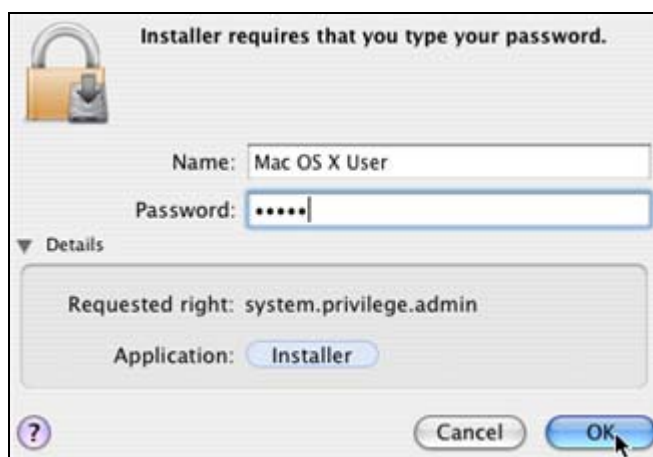 Installer requires that you type your password.
Name: Mac OS X User
Password: •••••
Details
Requested right: system.privilege.admin
Application: Installer
?
Cancel
OK